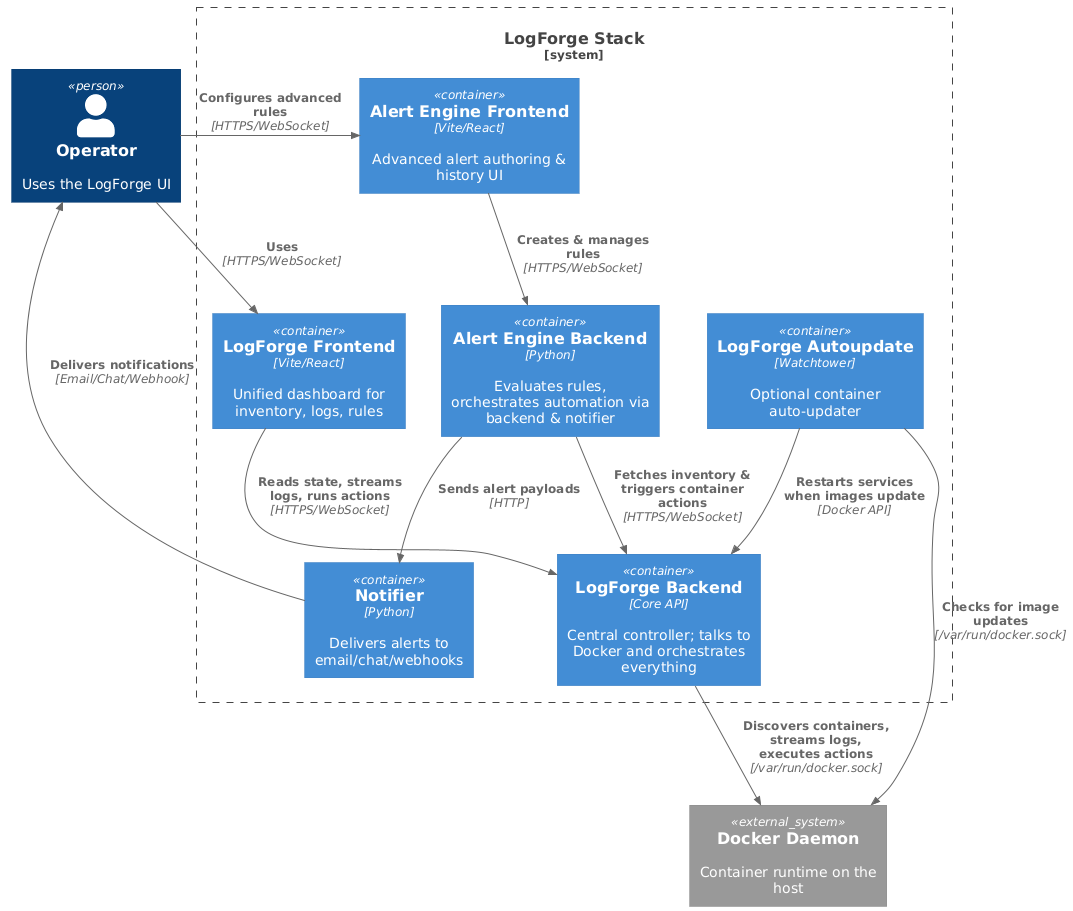 LogForge Stack
[system]
«person»
Operator
Uses the LogForge UI
Configures advanced
rules
[HTTPS/WebSocket]
«container»
Alert Engine Frontend
[Vite/React]
Advanced alert authoring &
history UI
Uses
[HTTPS/WebSocket]
Creates & manages
rules
[HTTPS/WebSocket]
«container»
LogForge Frontend
[Vite/React]
Unified dashboard for
inventory, logs, rules
«container»
Alert Engine Backend
[Python]
Evaluates rules,
orchestrates automation via
backend & notifier
«container»
LogForge Autoupdate
[Watchtower]
Optional container
auto-updater
Delivers notifications
[Email/Chat/Webhook]
Reads state, streams
logs, runs actions
[HTTPS/WebSocket]
Sends alert payloads
[HTTP]
Fetches inventory &
triggers container
actions
[HTTPS/WebSocket]
Restarts services
when images update
[Docker API]
«container»
Notifier
[Python]
Delivers alerts to
email/chat/webhooks
«container»
LogForge Backend
[Core API]
Central controller; talks to
Docker and orchestrates
everything
Checks for image
updates
[/var/run/docker.sock]
Discovers containers,
streams logs,
executes actions
[/var/run/docker.sock]
«external_system»
Docker Daemon
Container runtime on the
host